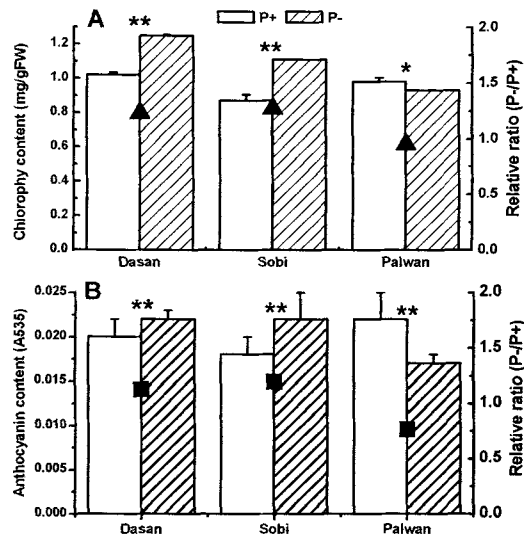 A
P+ P-
** ** *
Chlorophy content (mg/gFW)
1.2
1.0
0.8
0.6
0.4
0.2
0.0
2.0
1.5
1.0
0.5
0.0
Relative ratio (P-/P+)
Dasan Sobi Palwan
B
** ** **
Anthocyanin content (A535)
0.025
0.020
0.015
0.010
0.005
0.000
2.0
1.5
1.0
0.5
0.0
Relative ratio (P-/P+)
Dasan Sobi Palwan